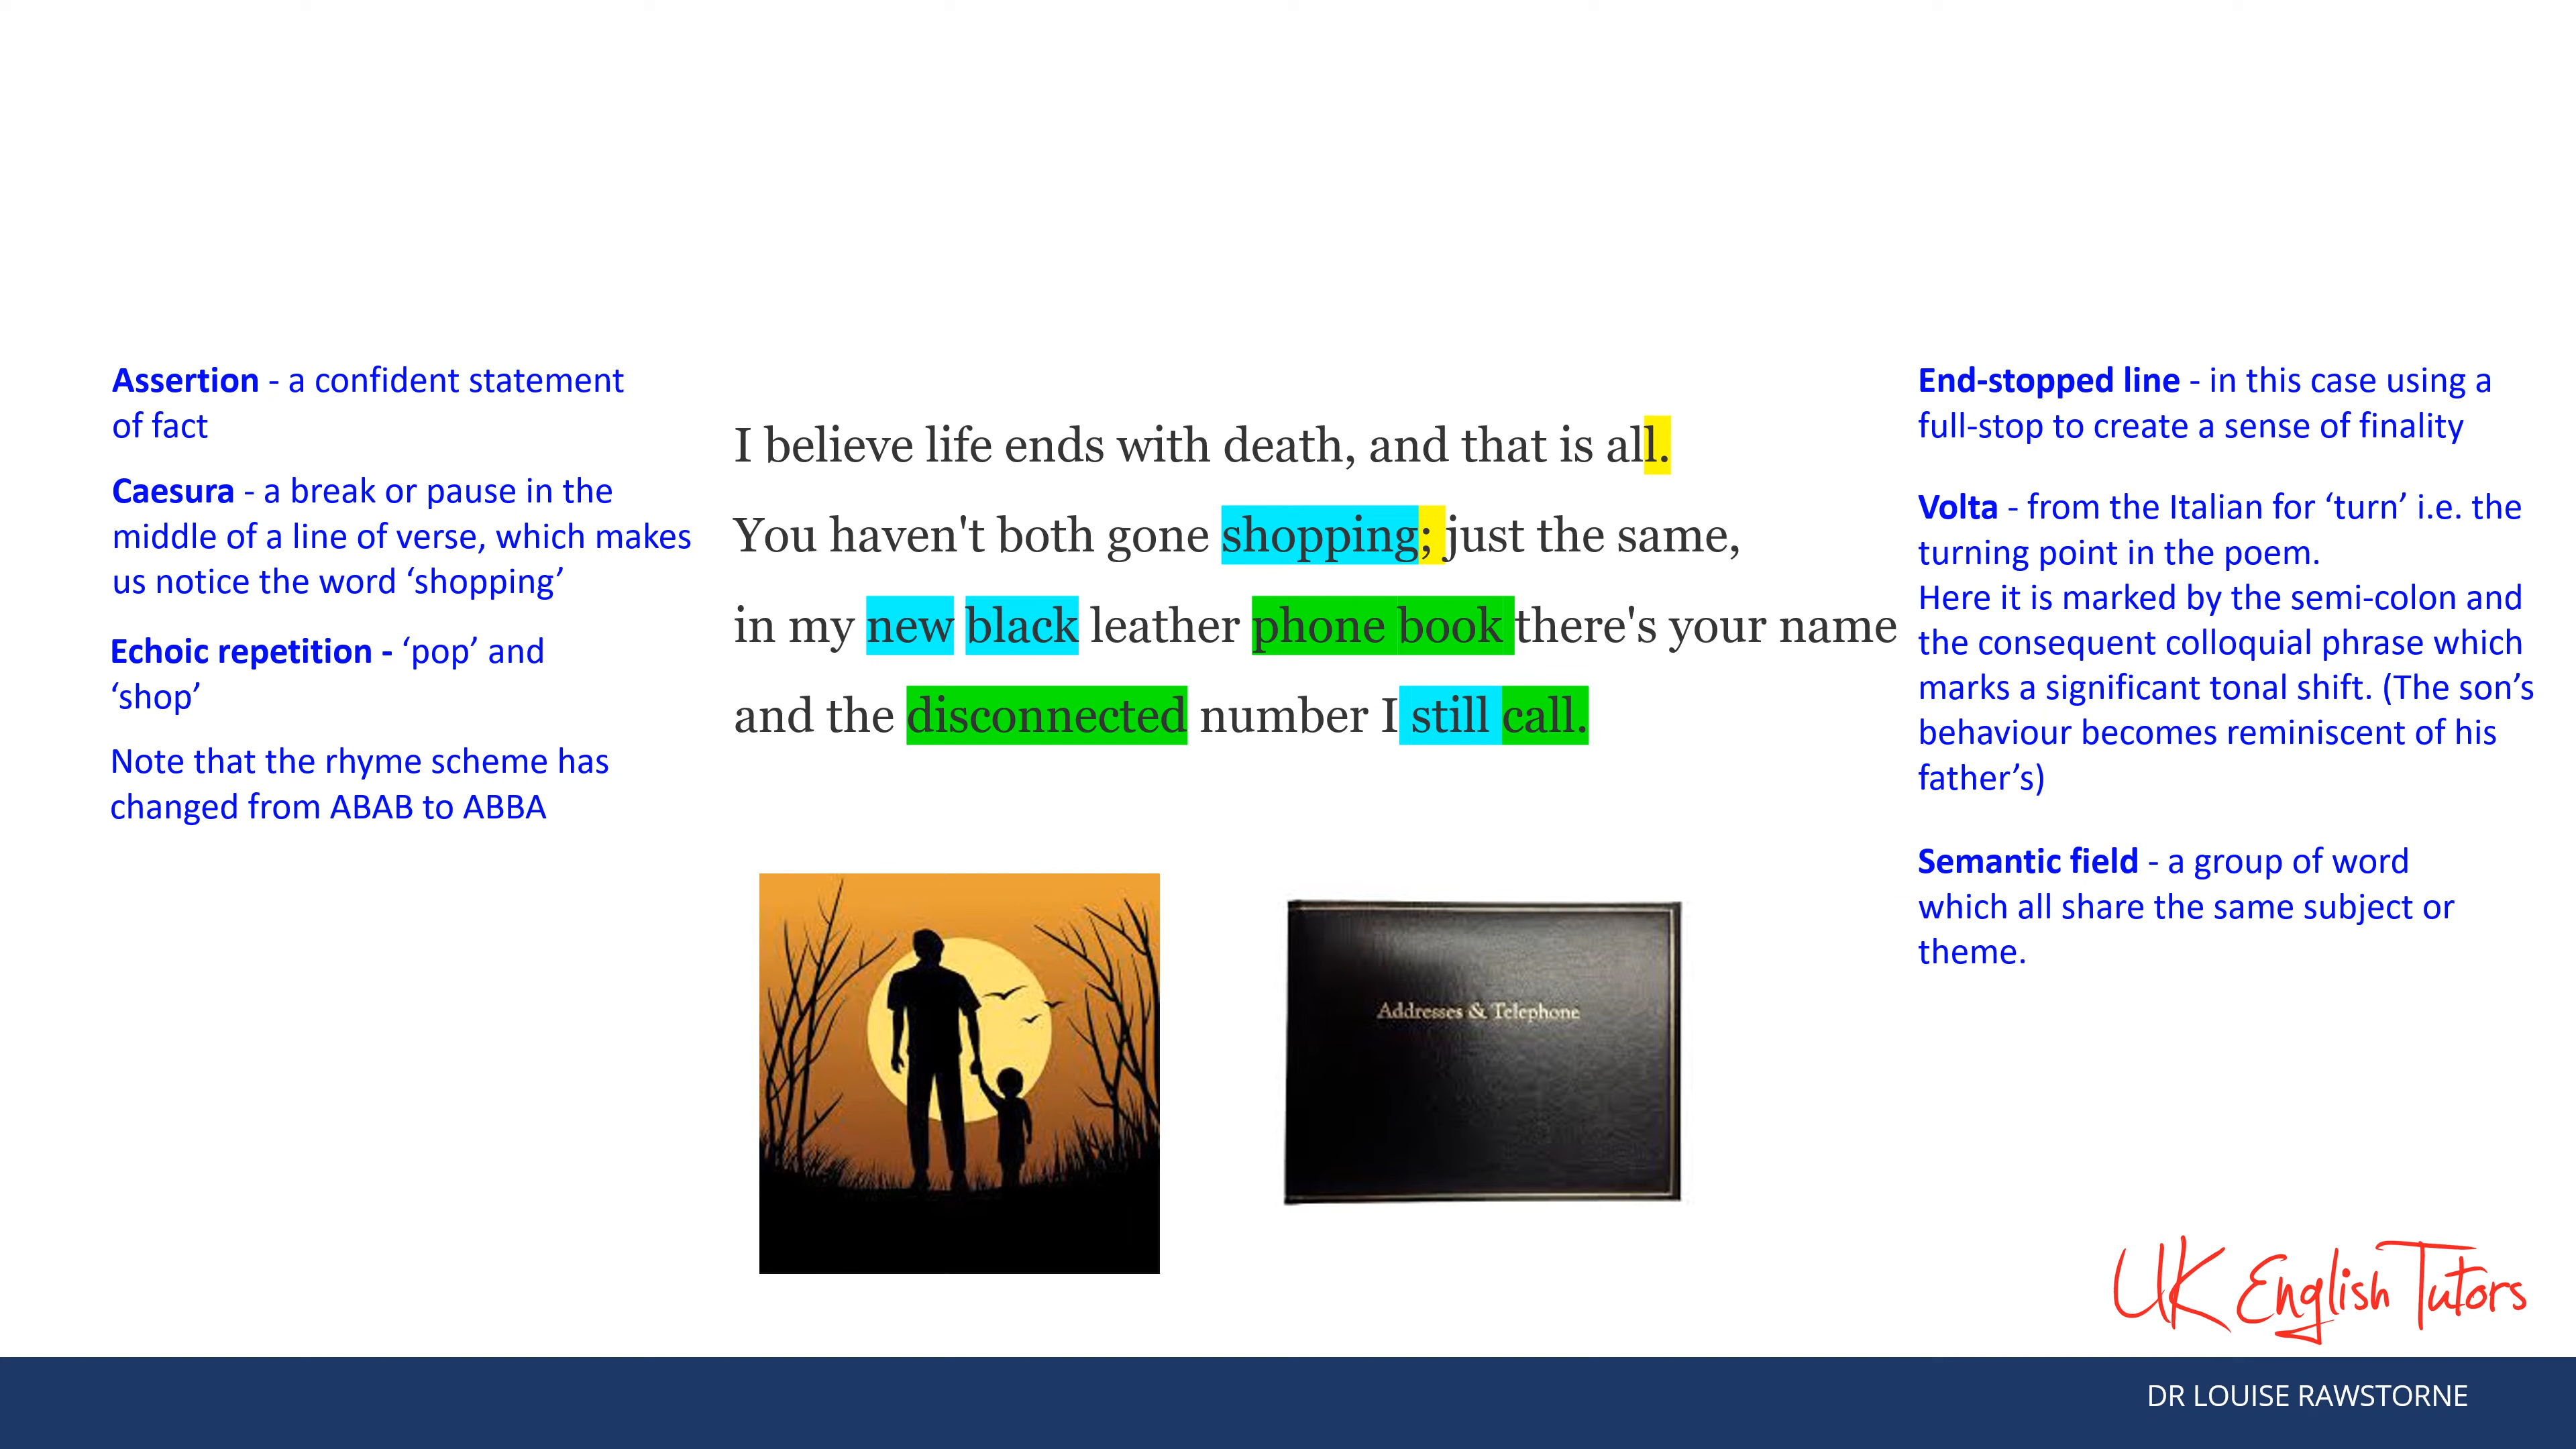 Assertion - a confident statement
of fact
Caesura - a break or pause in the
middle of a line of verse, which makes
us notice the word ‘shopping’
Echoic repetition - ‘pop’ and
‘shop’
Note that the rhyme scheme has
changed from ABAB to ABBA
I believe life ends with death, and that is all.
You haven't both gone shopping; just the same,
in my new black leather phone book there's your name
and the disconnected number I still call.
End-stopped line - in this case using a
full-stop to create a sense of finality
Volta - from the Italian for ‘turn’ i.e. the
turning point in the poem.
Here it is marked by the semi-colon and
the consequent colloquial phrase which
marks a significant tonal shift. (The son’s
behaviour becomes reminiscent of his
father’s)
Semantic field - a group of word
which all share the same subject or
theme.
Addresses & Telephone
UK English Tutors
DR LOUISE RAWSTORNE